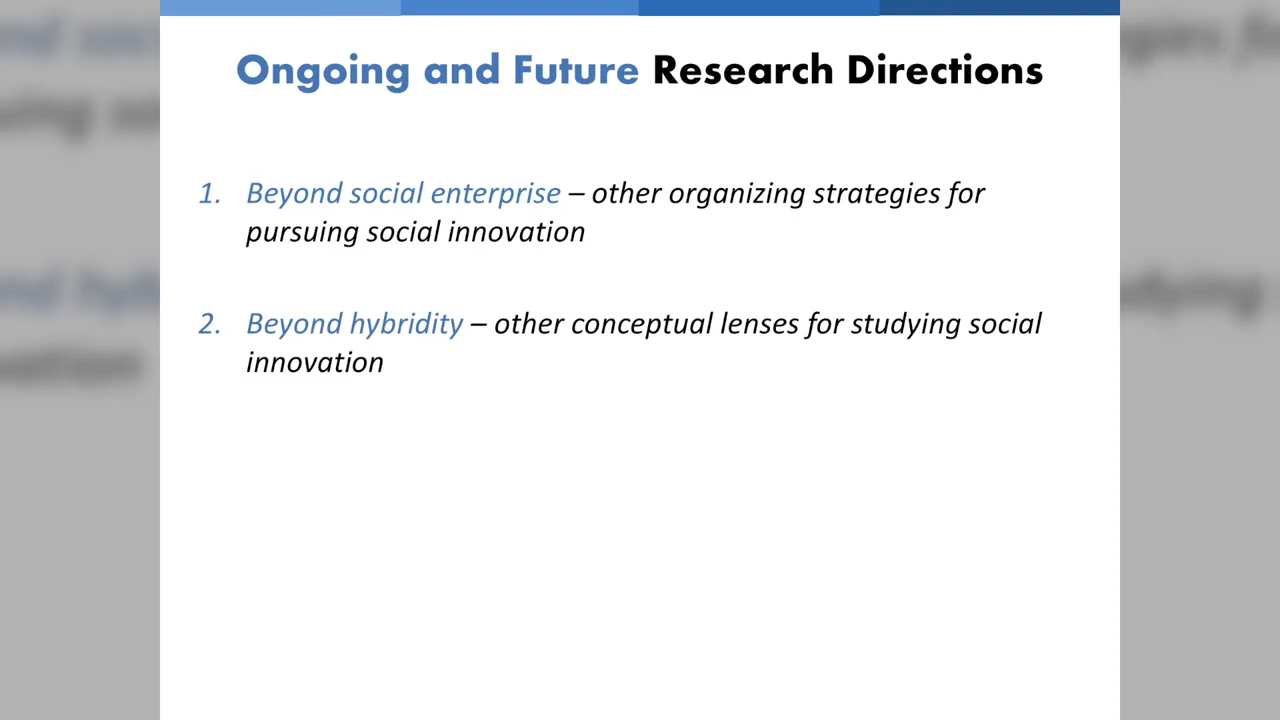 Ongoing and Future Research Directions
1. Beyond social enterprise – other organizing strategies for
pursuing social innovation
2. Beyond hybridity – other conceptual lenses for studying social
innovation